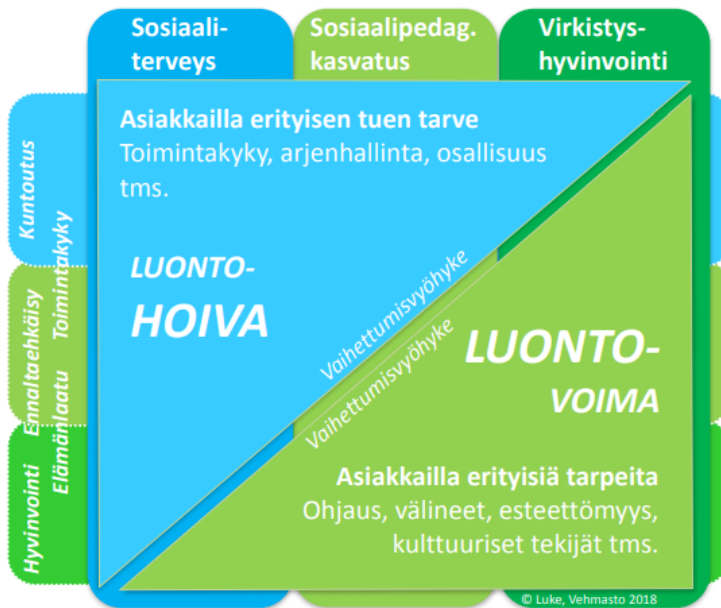 Sosiaali-
terveys
Sosiaalipedag.
kasvatus
Virkistys-
hyvinvointi
Kuntoutus
Toimintakyky
Ennaltaehkäisy
Elämänlaatu
Hyvinvointi
Asiakkailla erityisen tuen tarve
Toimintakyky, arjenhallinta, osallisuus
tms.
LUONTO-
HOIVA
Vaihettumisvyöhyke
Vaihettumisvyöhyke
LUONTO-
VOIMA
Asiakkailla erityisiä tarpeita
Ohjaus, välineet, esteettömyys,
kulttuuriset tekijät tms.
© Luke, Vehmasto 2018